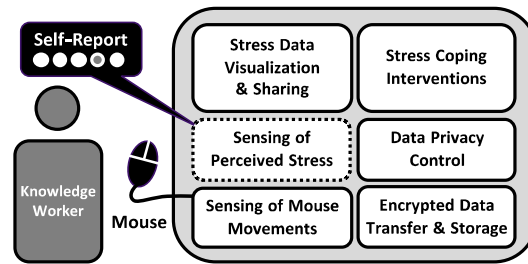 Self-Report
Stress Data
Visualization
& Sharing
Stress Coping
Interventions
Sensing of
Perceived Stress
Data Privacy
Control
Knowledge
Worker
Mouse
Sensing of Mouse
Movements
Encrypted Data
Transfer & Storage